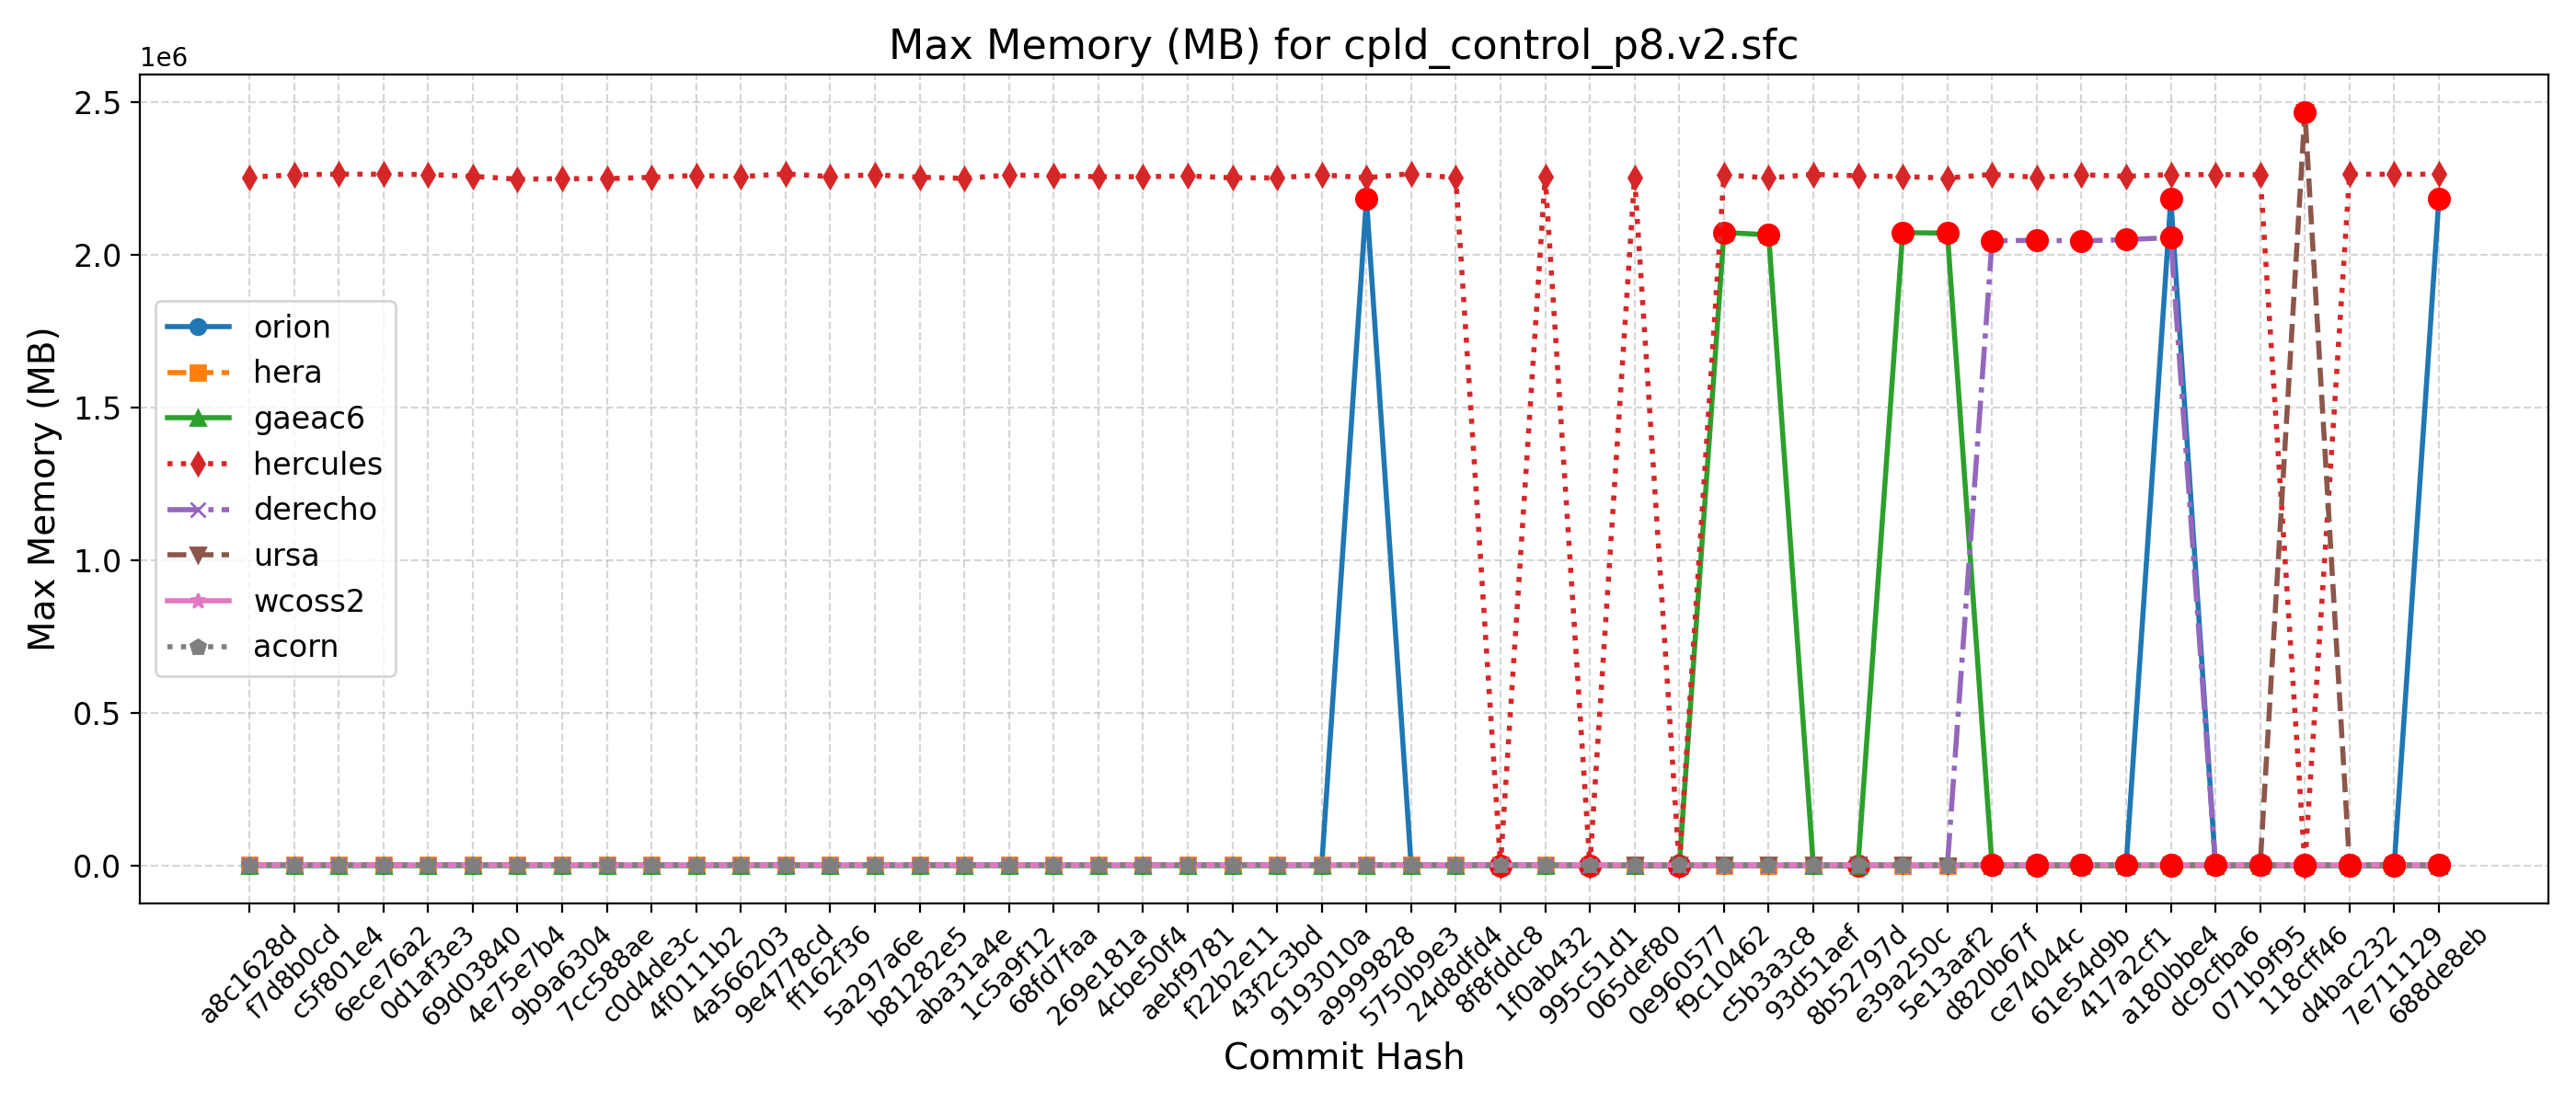 Max Memory (MB) for cpld_control_p8.v2.sfc
1e6
2.5
2.0
1.5
1.0
0.5
0.0
Max Memory (MB)
orion
hera
gaeac6
hercules
derecho
ursa
wcoss2
acorn
a8c1628d
f7d8b0cd
c5f801e4
6ece76a2
0d1af3e3
69d03840
4e75e7b4
9b9a6304
7cc588ae
c0d4de3c
4f0111b2
4a566203
9e4778cd
ff162f36
5a297a6e
b81282e5
aba31a4e
1c5a9f12
68fd7faa
269e181a
4cbe50f4
aebf9781
f22b2e11
43f2c3bd
9193010a
a9999828
5750b9e3
24d8dfd4
8f8fddc8
1f0ab432
995c51d1
065def80
0e960577
f9c10462
c5b3a3c8
93d51aef
8b52797d
e39a250c
5e13aaf2
d820b67f
ce74044c
61e54d9b
417a2cf1
a180bbe4
dc9cfba6
071b9f95
118cff46
d4bac232
7e711129
688de8eb
Commit Hash